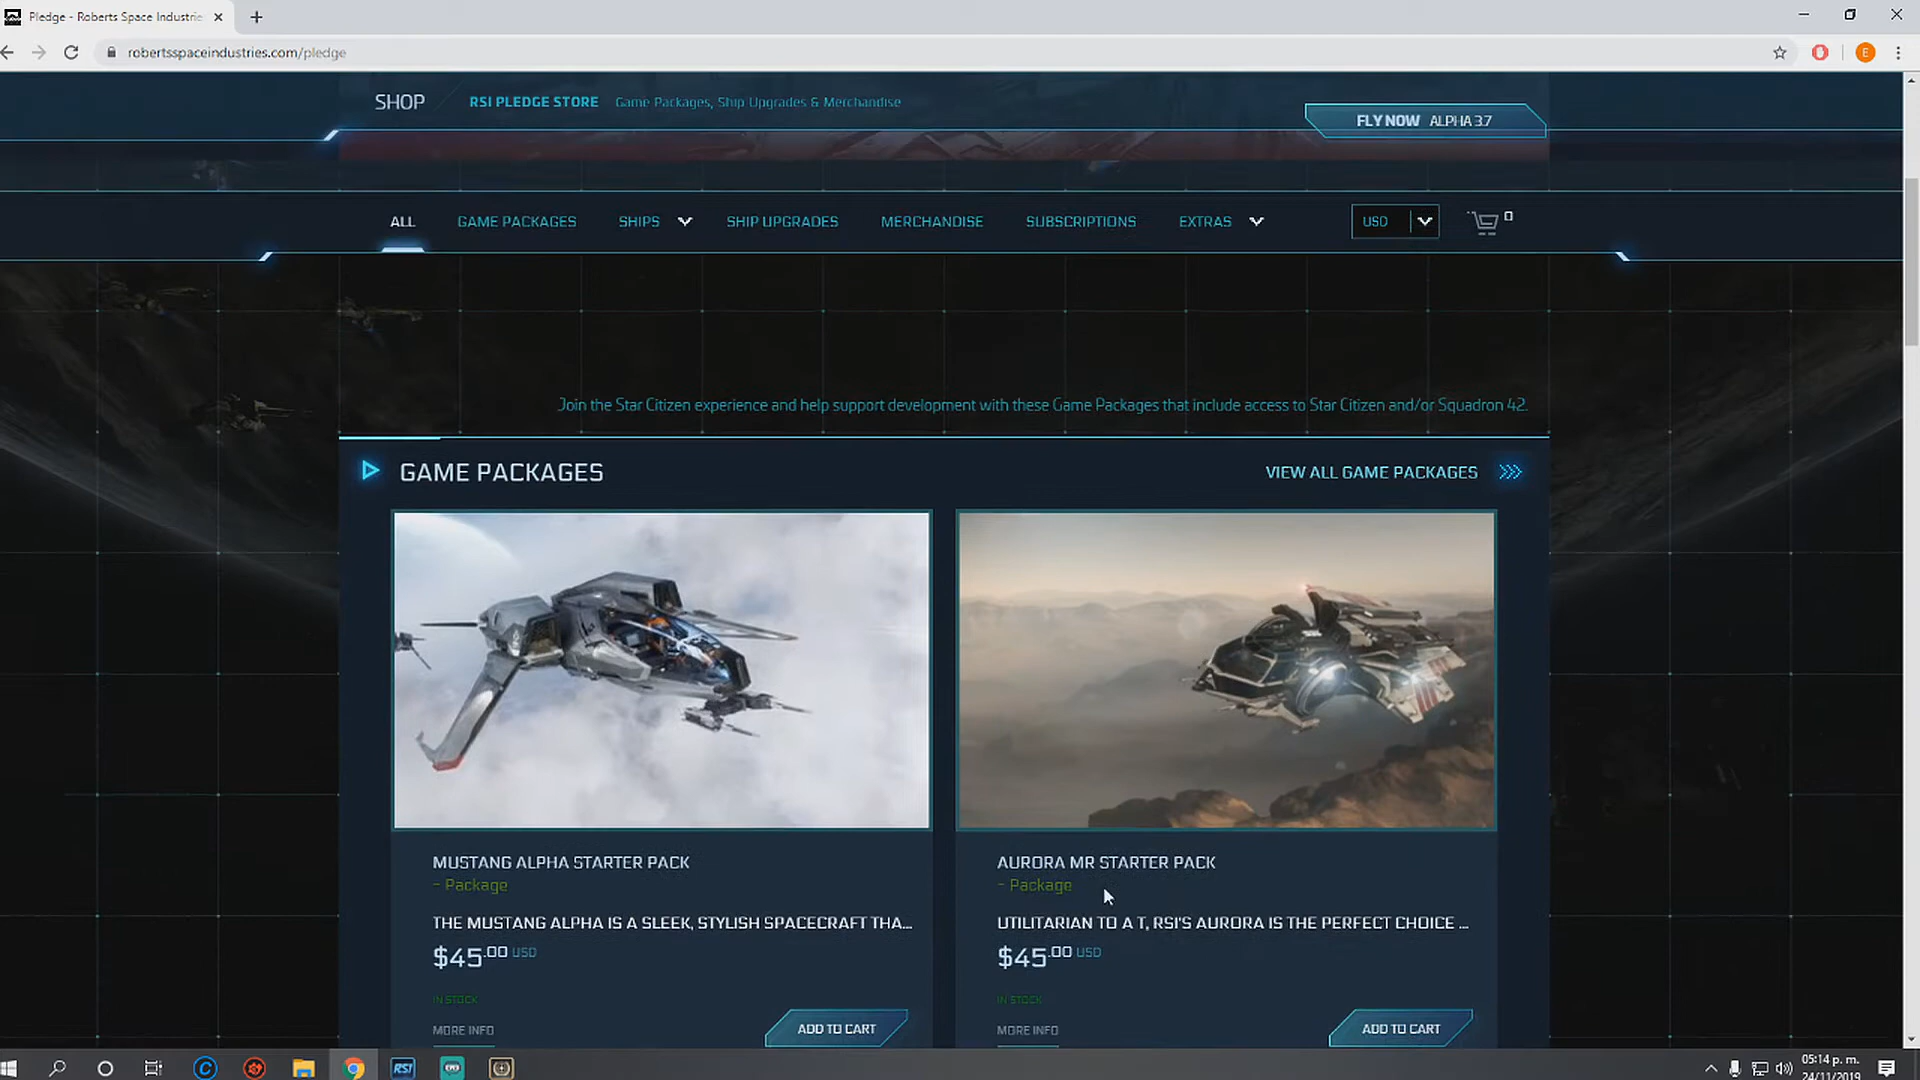 Pledge - Roberts Space Industrie
robertsspaceindustries.com/pledge
E
SHOP
RSI PLEDGE STORE
Game Packages, Ship Upgrades & Merchandise
FLY NOW ALPHA 3.7
ALL
GAME PACKAGES
SHIPS
SHIP UPGRADES
MERCHANDISE
SUBSCRIPTIONS
EXTRAS
USD
0
Join the Star Citizen experience and help support development with these Game Packages that include access to Star Citizen and/or Squadron 42.
GAME PACKAGES
VIEW ALL GAME PACKAGES
MUSTANG ALPHA STARTER PACK
- Package
THE MUSTANG ALPHA IS A SLEEK, STYLISH SPACECRAFT THA...
$45.00 USD
IN STOCK
MORE INFO
ADD TO CART
AURORA MR STARTER PACK
- Package
UTILITARIAN TO A T, RSI'S AURORA IS THE PERFECT CHOICE ...
$45.00 USD
IN STOCK
MORE INFO
ADD TO CART
RSI
05:14 p. m.
24/11/2019